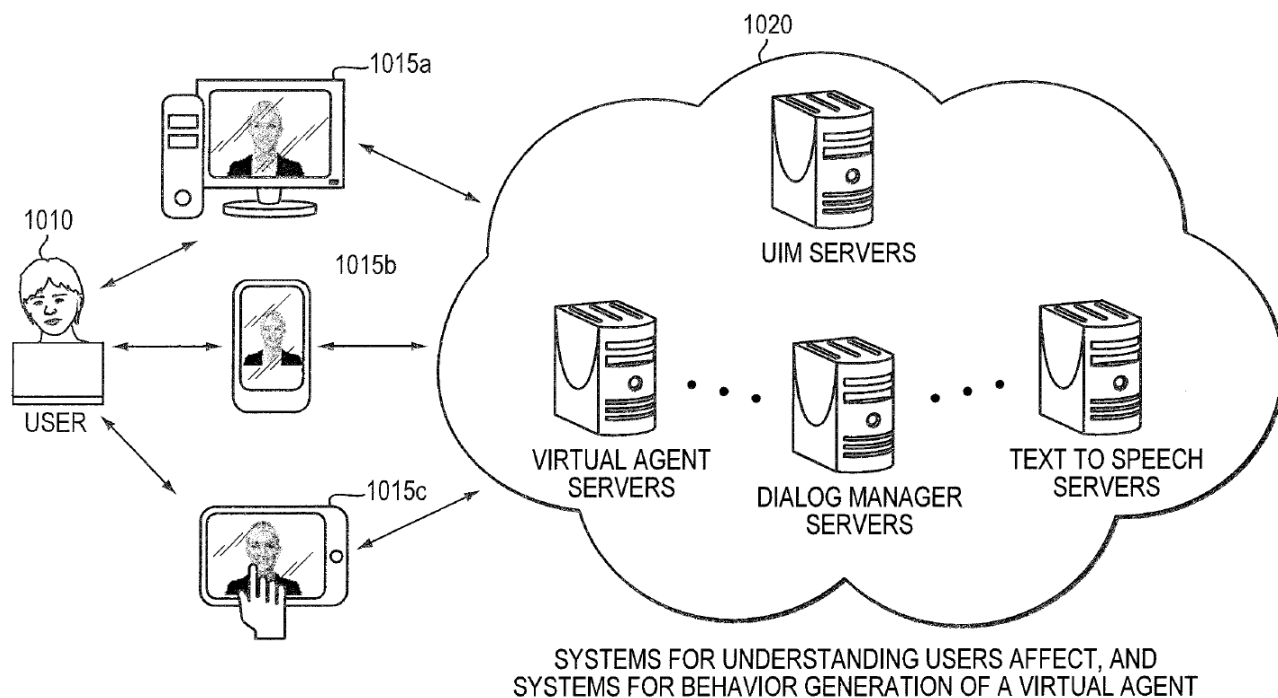 1020
1015a
1010
UIM SERVERS
1015b
USER
VIRTUAL AGENT
SERVERS
DIALOG MANAGER
SERVERS
TEXT TO SPEECH
SERVERS
1015c
SYSTEMS FOR UNDERSTANDING USERS AFFECT, AND
SYSTEMS FOR BEHAVIOR GENERATION OF A VIRTUAL AGENT